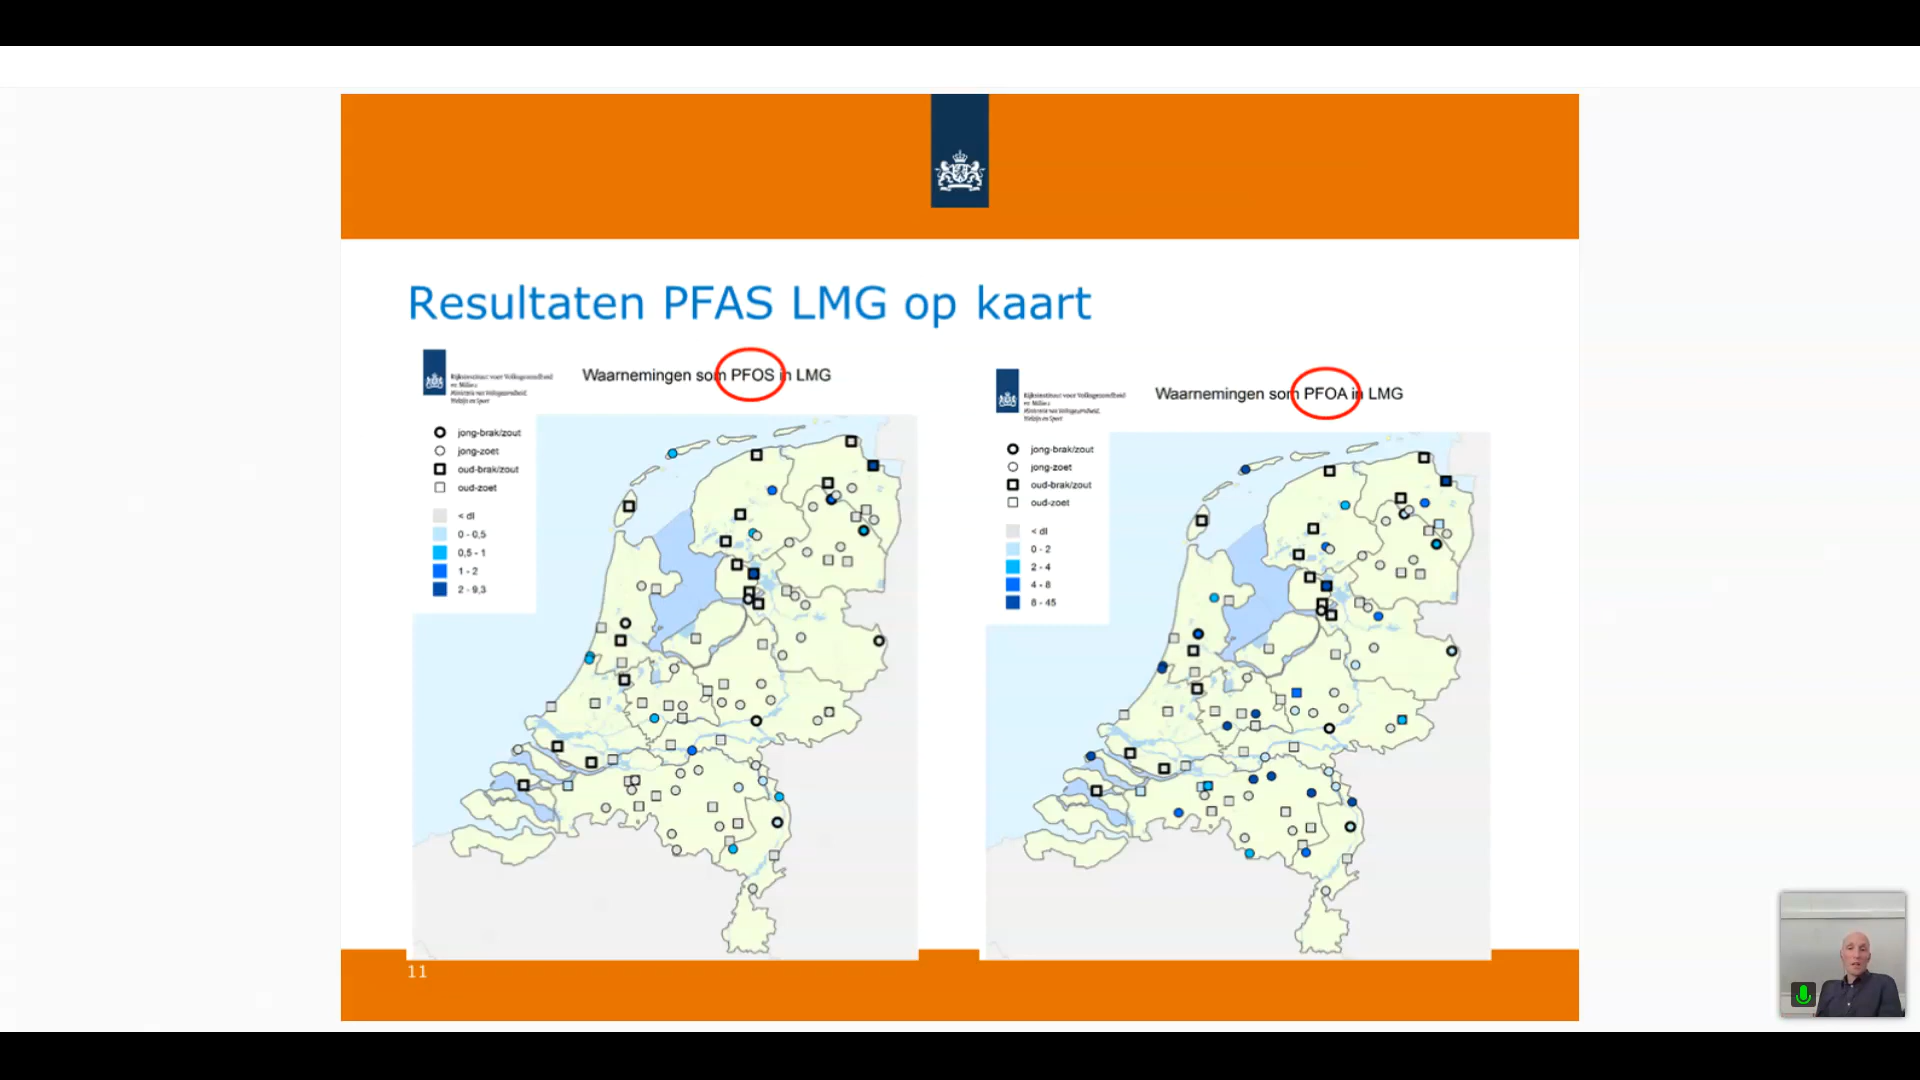 Resultaten PFAS LMG op kaart
Rijksinstituut voor Volksgezondheid
en Milieu
Ministerie van Volksgezondheid,
Welzijn en Sport
Waarnemingen som PFOS in LMG
jong-brak/zout
jong-zoet
oud-brak/zout
oud-zoet
< dl
0 - 0,5
0,5 - 1
1 - 2
2 - 9,3
Rijksinstituut voor Volksgezondheid
en Milieu
Ministerie van Volksgezondheid,
Welzijn en Sport
Waarnemingen som PFOA in LMG
jong-brak/zout
jong-zoet
oud-brak/zout
oud-zoet
< dl
0 - 2
2 - 4
4 - 8
8 - 45
11